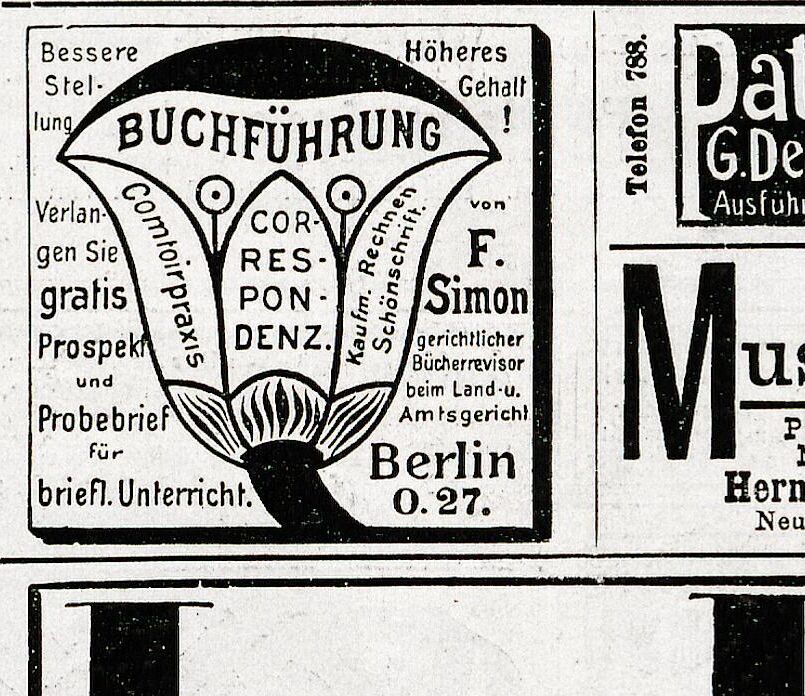 Bessere
Stel-
lung
Höheres
Gehalt
!
BUCHFÜHRUNG
Comtoirpraxis
COR-
RES-
PON-
DENZ.
Kaufm. Rechnen
Schönschrift.
Verlan-
gen Sie
gratis
Prospekt
und
Probebrief
für
briefl. Unterricht.
von
F.
Simon
gerichtlicher
Bücherrevisor
beim Land-u.
Amtsgericht
Berlin
O. 27.
Telefon 788.
Pat
G. De
Ausführ
Mus
P
Herm
Neu